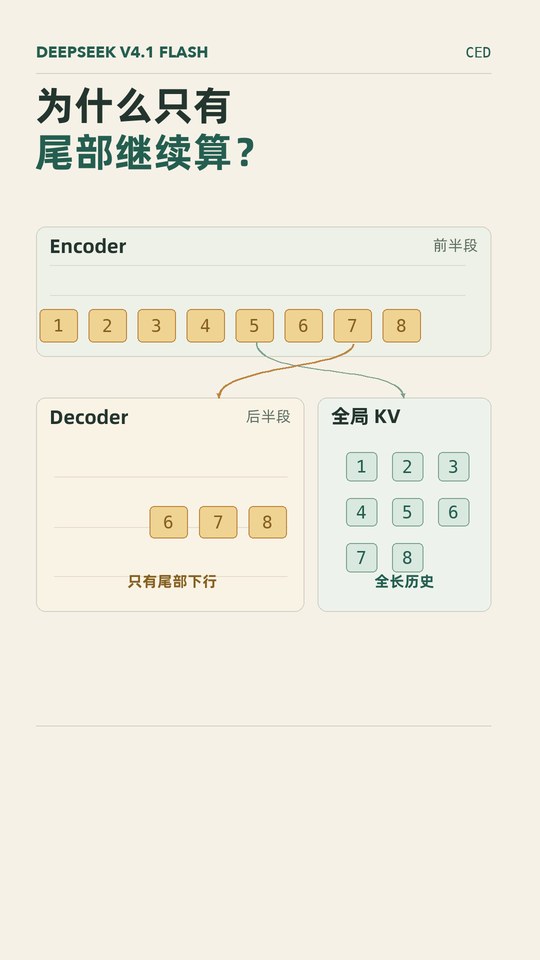 DEEPSEEK V4.1 FLASH
CED
为什么只有
尾部继续算？
Encoder
前半段
1 2 3 4 5 6 7 8
Decoder
后半段
6 7 8
只有尾部下行
全局 KV
1 2 3
4 5 6
7 8
全长历史